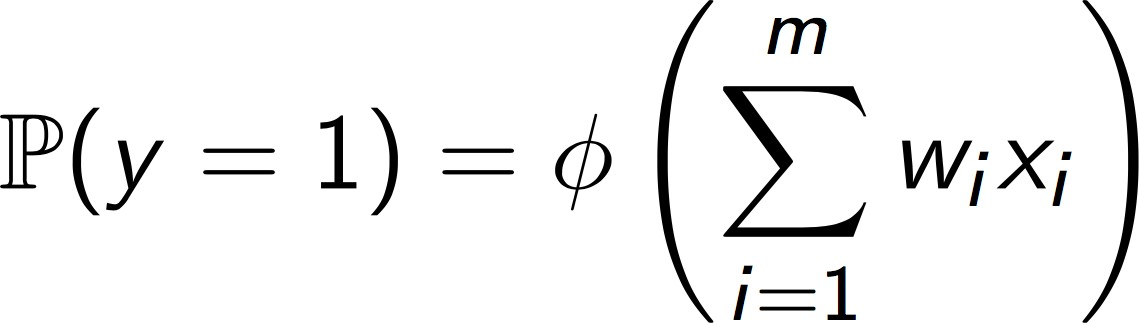 ℙ(y = 1) = ϕ(∑_{i=1}^{m} w_i x_i)